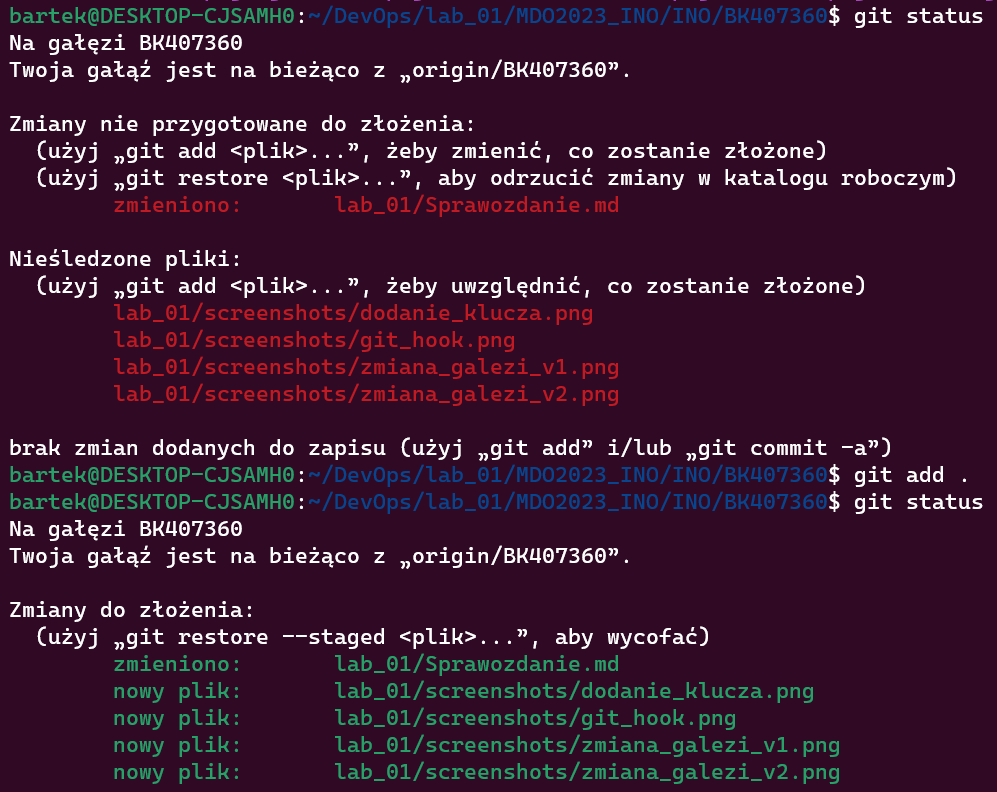 bartek@DESKTOP-CJSAMH0:~/DevOps/lab_01/MDO2023_INO/INO/BK407360$ git status
Na gałęzi BK407360
Twoja gałąź jest na bieżąco z „origin/BK407360”.
Zmiany nie przygotowane do złożenia:
  (użyj „git add <plik>...”, żeby zmienić, co zostanie złożone)
  (użyj „git restore <plik>...”, aby odrzucić zmiany w katalogu roboczym)
        zmieniono:       lab_01/Sprawozdanie.md
Nieśledzone pliki:
  (użyj „git add <plik>...”, żeby uwzględnić, co zostanie złożone)
        lab_01/screenshots/dodanie_klucza.png
        lab_01/screenshots/git_hook.png
        lab_01/screenshots/zmiana_galezi_v1.png
        lab_01/screenshots/zmiana_galezi_v2.png
brak zmian dodanych do zapisu (użyj „git add” i/lub „git commit -a”)
bartek@DESKTOP-CJSAMH0:~/DevOps/lab_01/MDO2023_INO/INO/BK407360$ git add .
bartek@DESKTOP-CJSAMH0:~/DevOps/lab_01/MDO2023_INO/INO/BK407360$ git status
Na gałęzi BK407360
Twoja gałąź jest na bieżąco z „origin/BK407360”.
Zmiany do złożenia:
  (użyj „git restore --staged <plik>...”, aby wycofać)
        zmieniono:       lab_01/Sprawozdanie.md
        nowy plik:       lab_01/screenshots/dodanie_klucza.png
        nowy plik:       lab_01/screenshots/git_hook.png
        nowy plik:       lab_01/screenshots/zmiana_galezi_v1.png
        nowy plik:       lab_01/screenshots/zmiana_galezi_v2.png